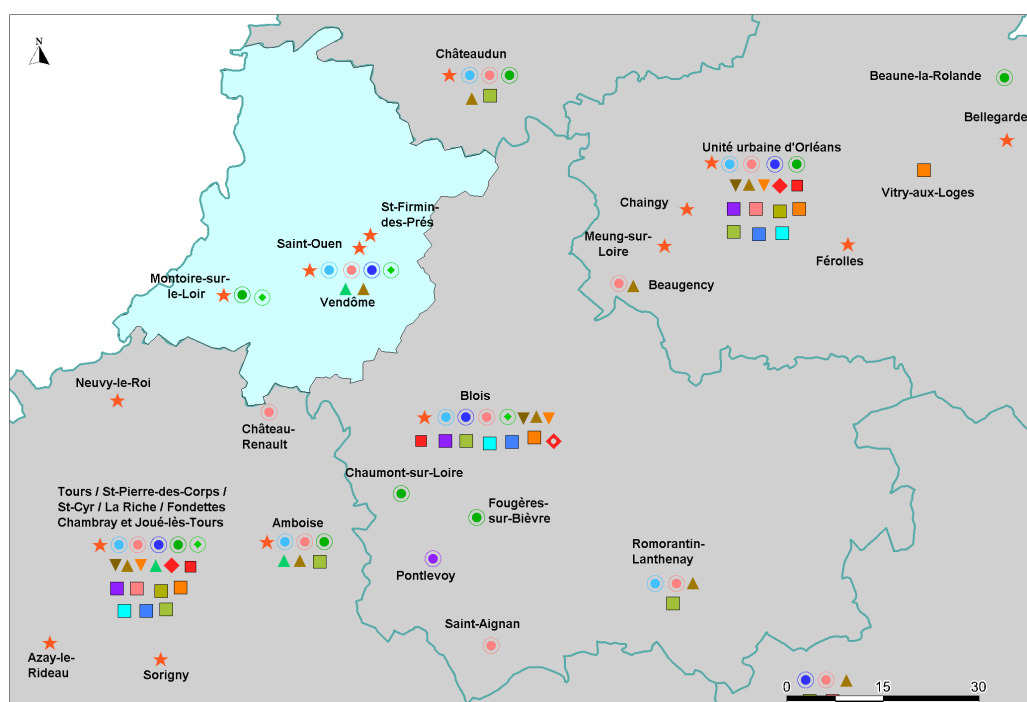 N
Châteaudun
Beaune-la-Rolande
Bellegarde
Unité urbaine d'Orléans
Vitry-aux-Loges
Chaingy
St-Firmin-
des-Prés
Saint-Ouen
Meung-sur-
Loire
Férolles
Montoire-sur-
le-Loir
Vendôme
Beaugency
Neuvy-le-Roi
Blois
Château-
Renault
Chaumont-sur-Loire
Tours / St-Pierre-des-Corps /
St-Cyr / La Riche / Fondettes
Chambray et Joué-lès-Tours
Fougères-
sur-Bièvre
Amboise
Romorantin-
Lanthenay
Pontlevoy
Saint-Aignan
Azay-le-
Rideau
Sorigny
0 15 30